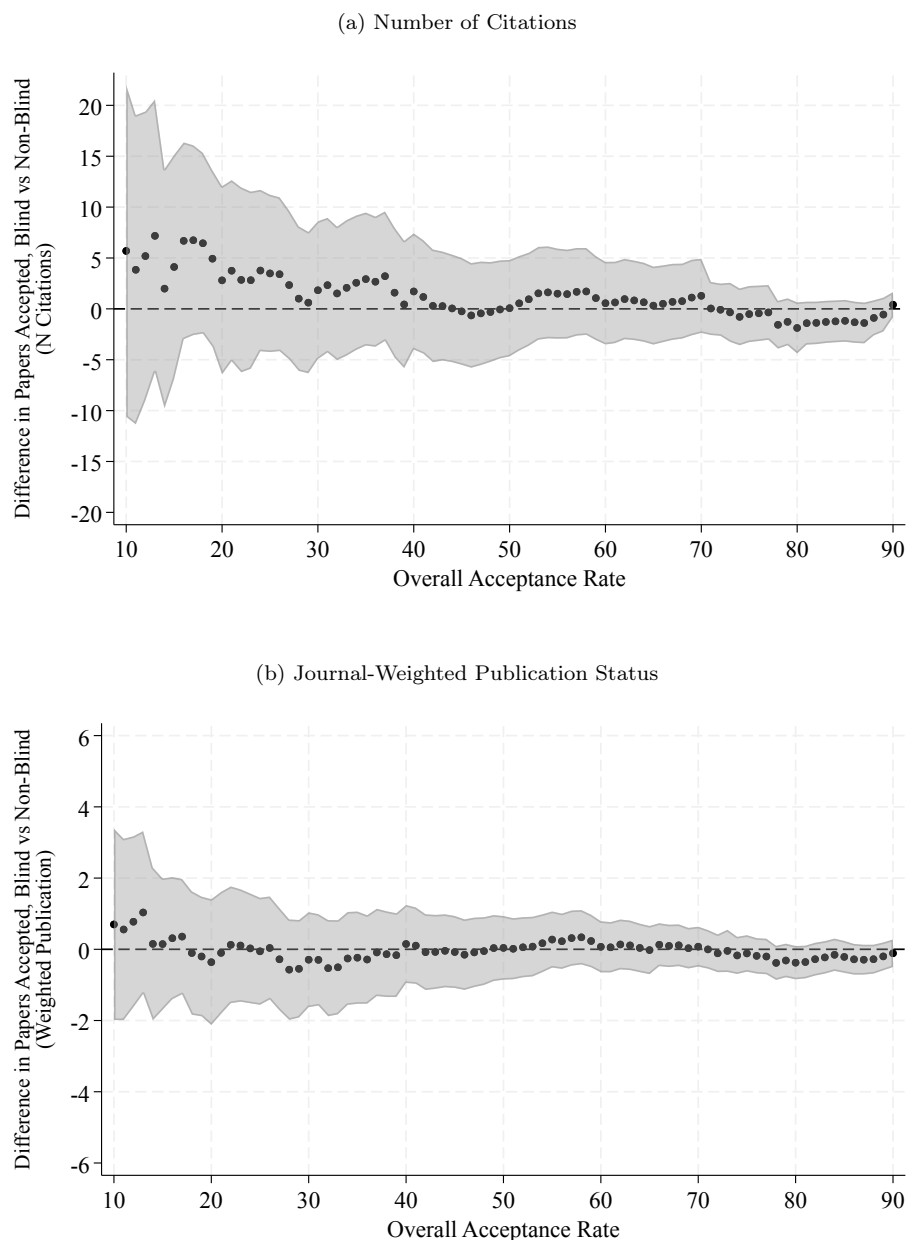 (a) Number of Citations
Difference in Papers Accepted, Blind vs Non-Blind
(N Citations)
20
15
10
5
0
-5
-10
-15
-20
10 20 30 40 50 60 70 80 90
Overall Acceptance Rate
(b) Journal-Weighted Publication Status
Difference in Papers Accepted, Blind vs Non-Blind
(Weighted Publication)
6
4
2
0
-2
-4
-6
10 20 30 40 50 60 70 80 90
Overall Acceptance Rate